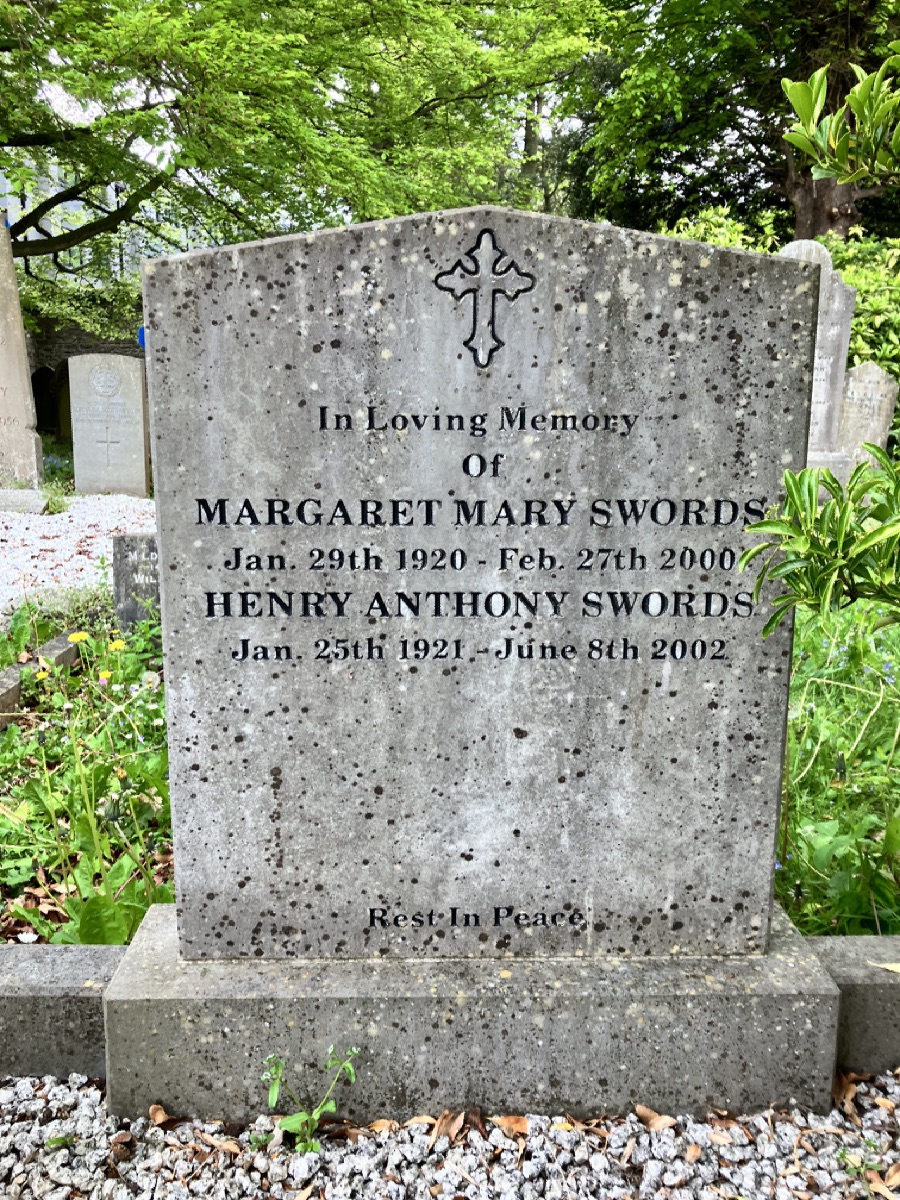 In Loving Memory
Of
MARGARET MARY SWORDS
Jan. 29th 1920 - Feb. 27th 2000
HENRY ANTHONY SWORDS
Jan. 25th 1921 - June 8th 2002
Rest In Peace